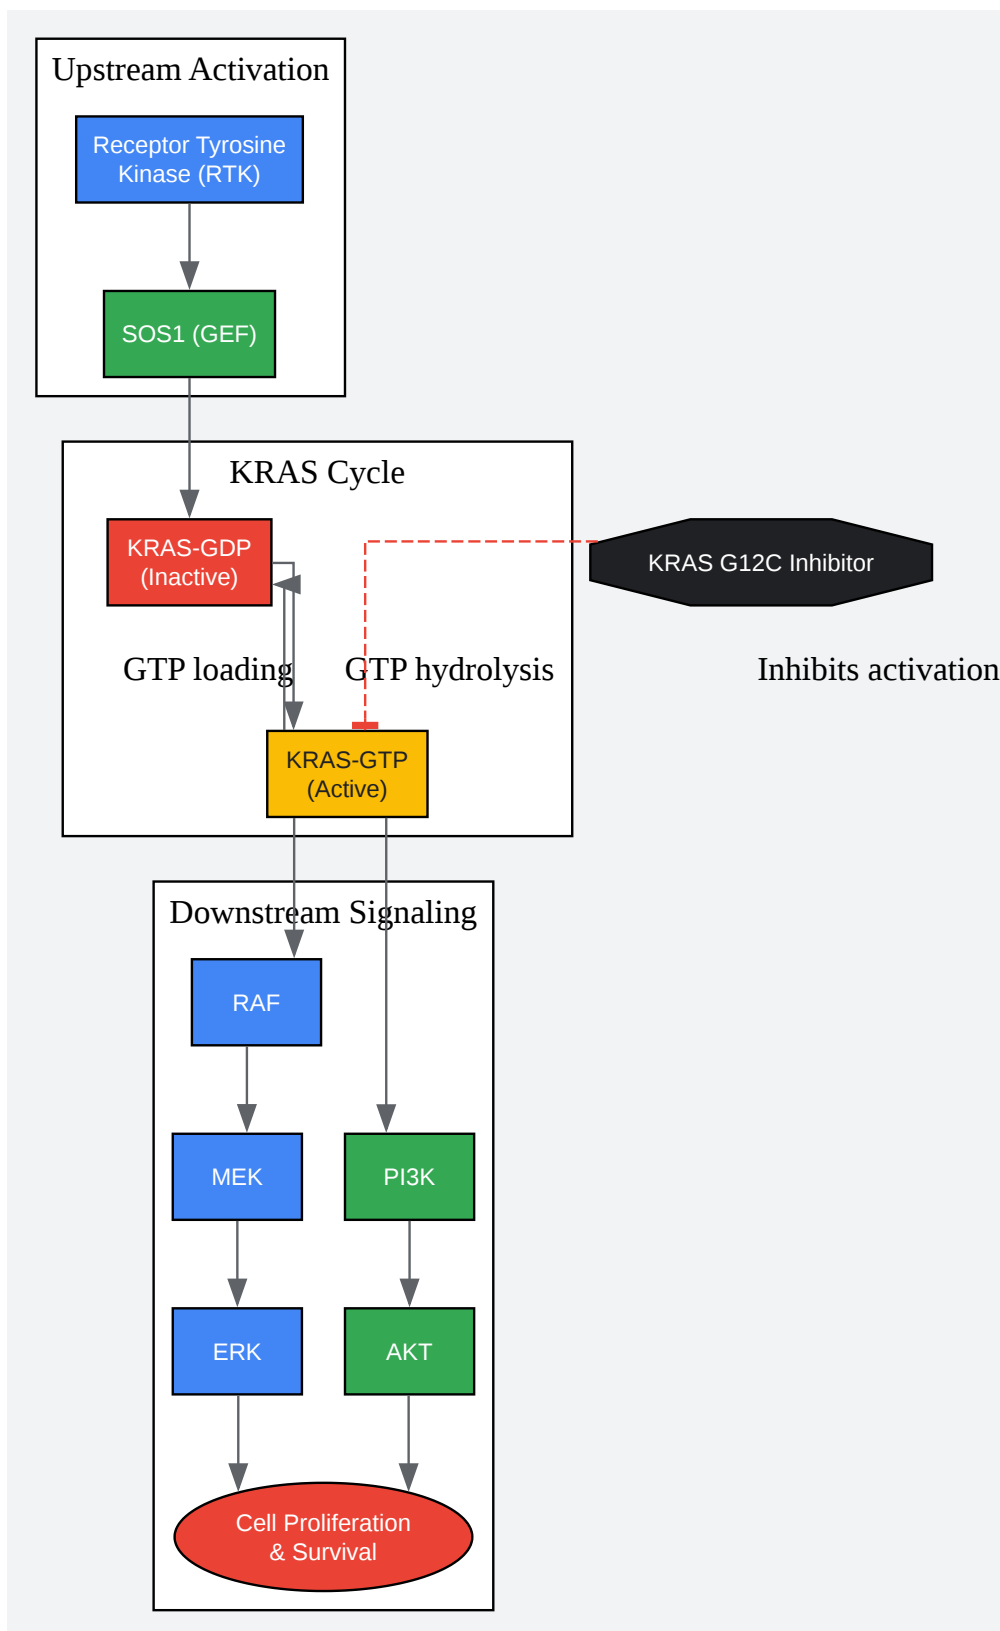 Upstream Activation
Receptor Tyrosine
Kinase (RTK)
SOS1 (GEF)
KRAS Cycle
KRAS-GDP
(Inactive)
KRAS G12C Inhibitor
GTP loading
GTP hydrolysis
Inhibits activation
KRAS-GTP
(Active)
Downstream Signaling
RAF
MEK
PI3K
ERK
AKT
Cell Proliferation
& Survival